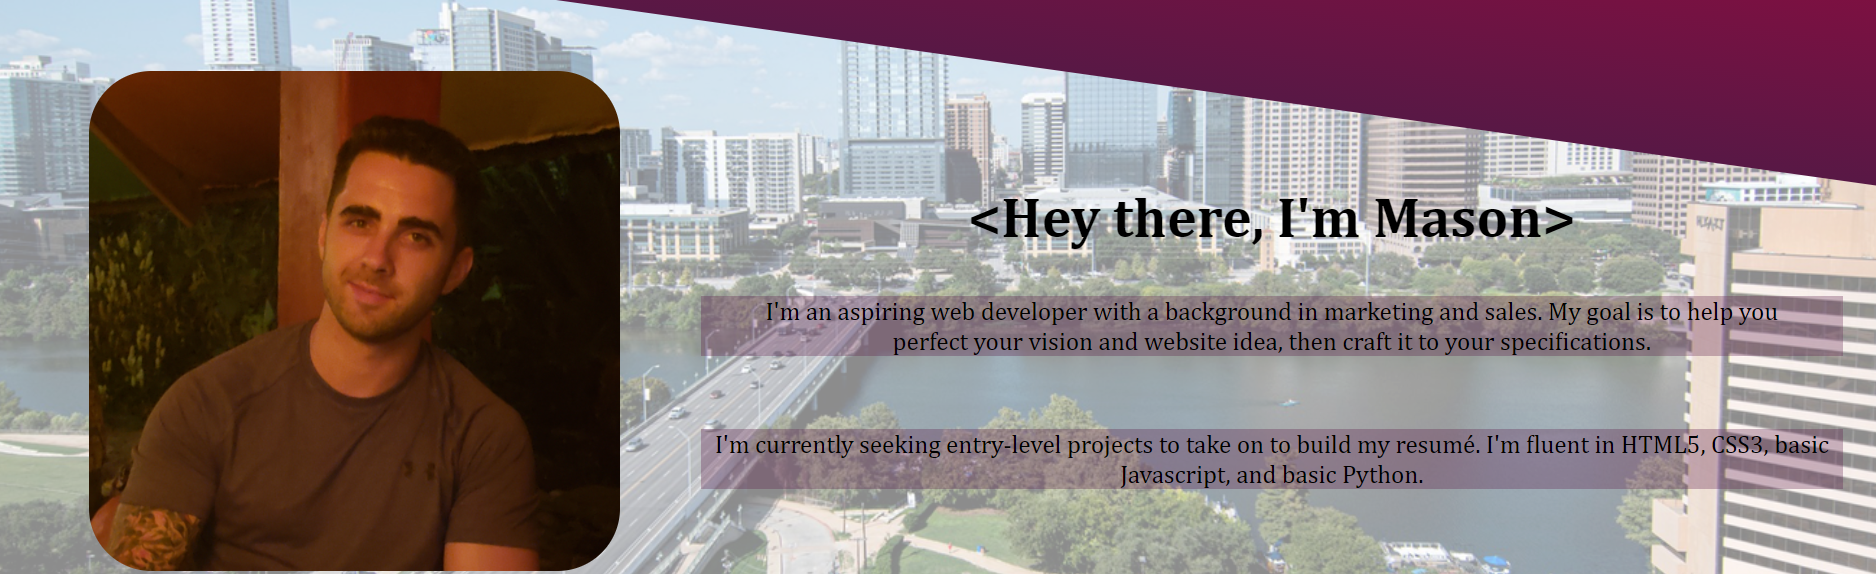 <Hey there, I'm Mason>
I'm an aspiring web developer with a background in marketing and sales. My goal is to help you
perfect your vision and website idea, then craft it to your specifications.
I'm currently seeking entry-level projects to take on to build my resumé. I'm fluent in HTML5, CSS3, basic
Javascript, and basic Python.
HYATT